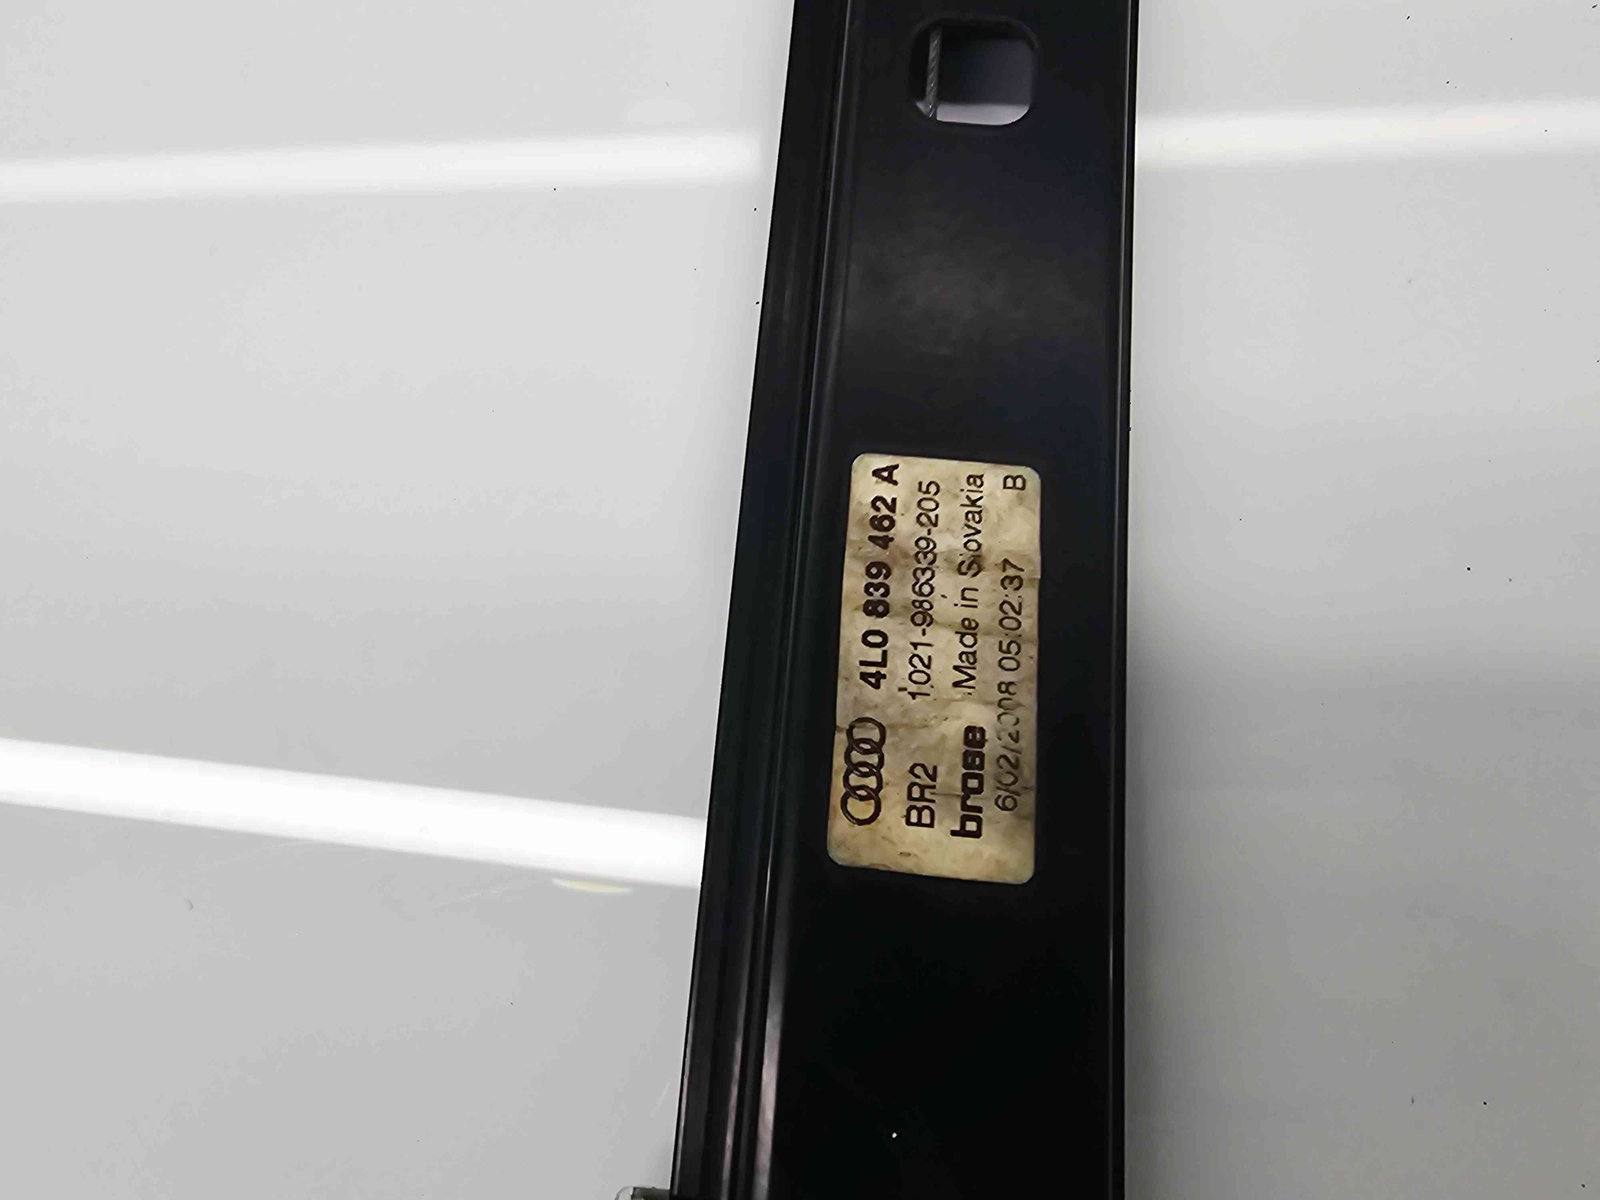 4L0 839 462 A
BR2 1021-986339-205
brose Made in Slovakia
6/02/2008 05:02:37 B